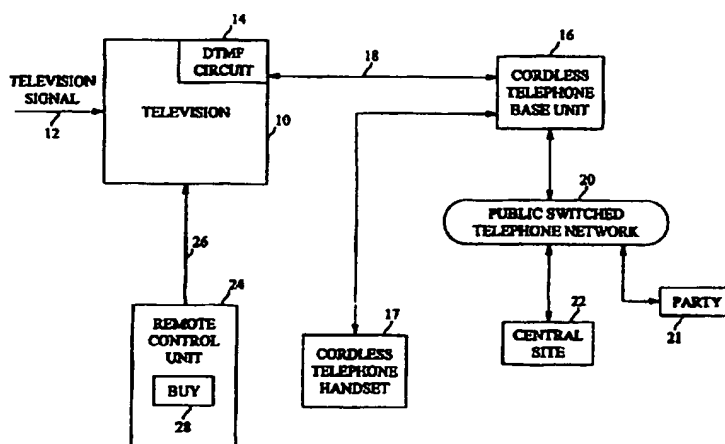 14
DTMF
CIRCUIT
18
16
CORDLESS
TELEPHONE
BASE UNIT
TELEVISION
SIGNAL
12
TELEVISION
10
20
PUBLIC SWITCHED
TELEPHONE NETWORK
26
24
REMOTE
CONTROL
UNIT
BUY
28
17
CORDLESS
TELEPHONE
HANDSET
22
CENTRAL
SITE
PARTY
21